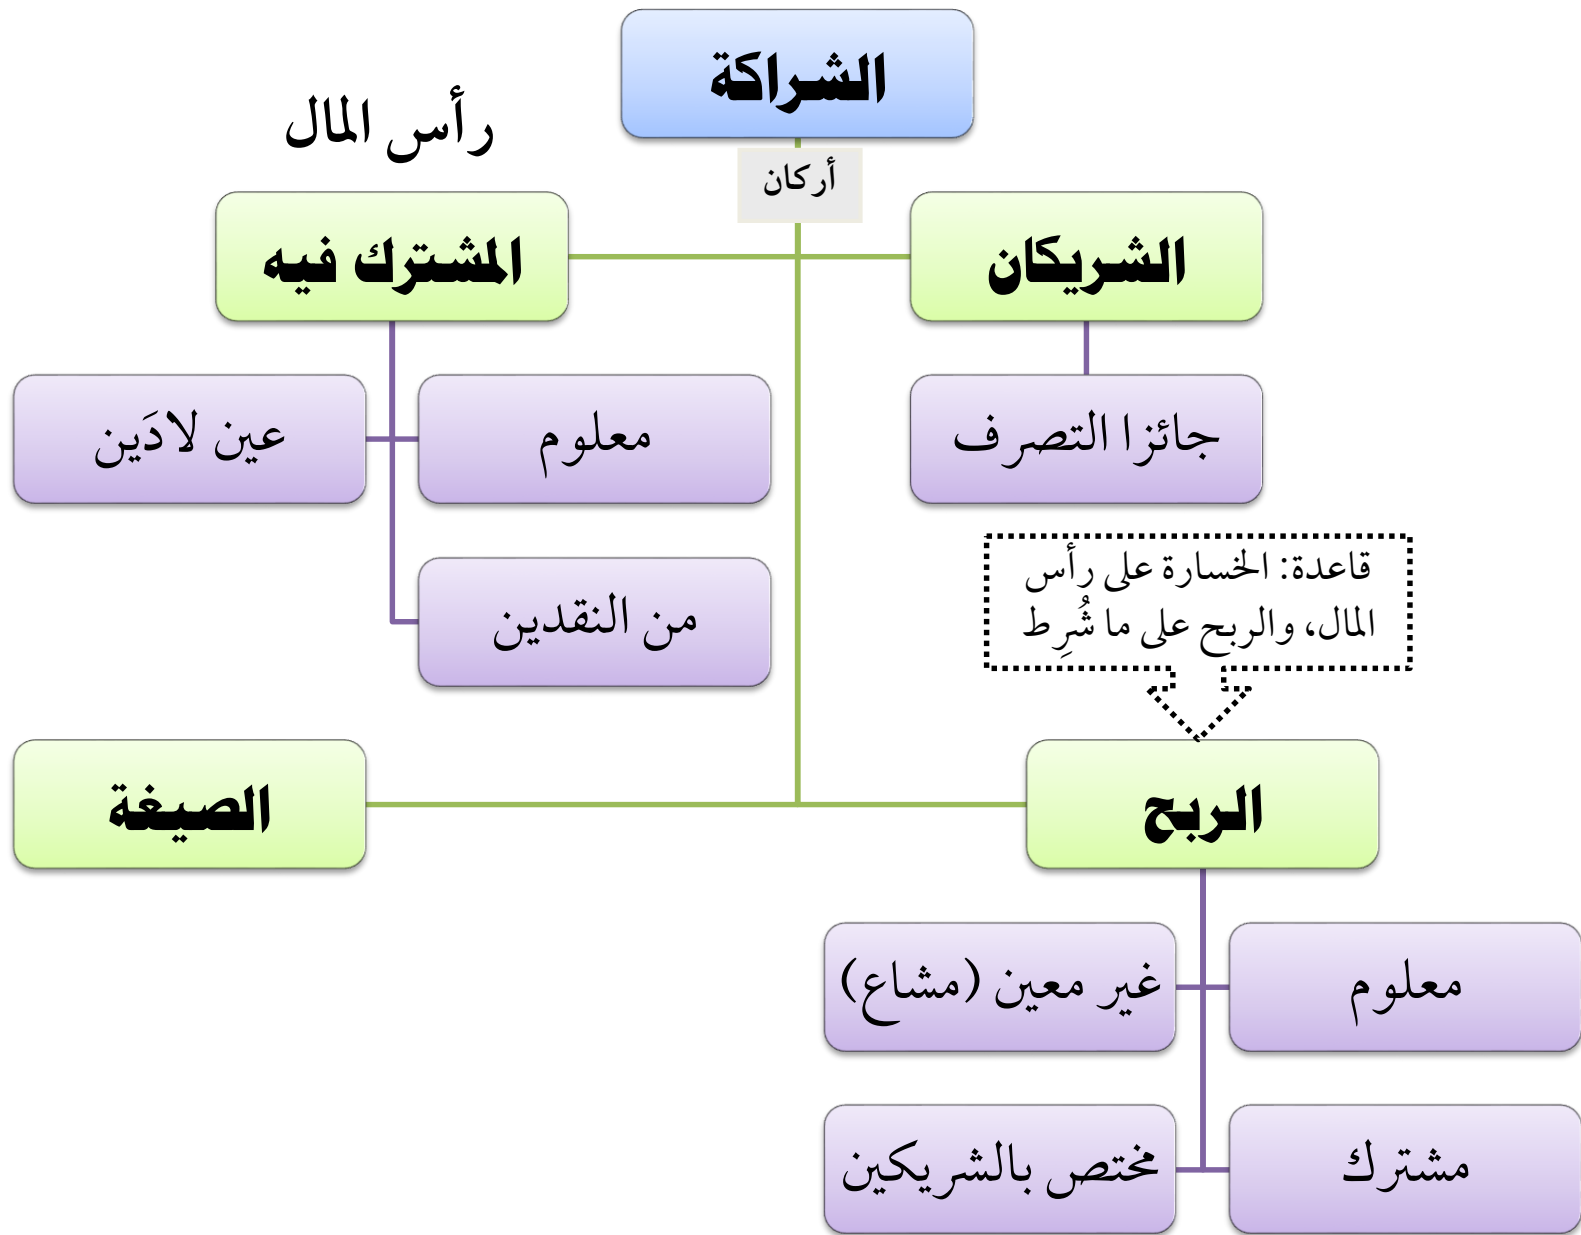 الشراكة
أركان
رأس المال
الشريكان
المشترك فيه
جائزا التصرف
معلوم
عين لا دَين
من النقدين
قاعدة: الخسارة على رأس
المال، والربح على ما شُرِط
الربح
الصيغة
معلوم
غير معين (مشاع)
مشترك
مختص بالشريكين